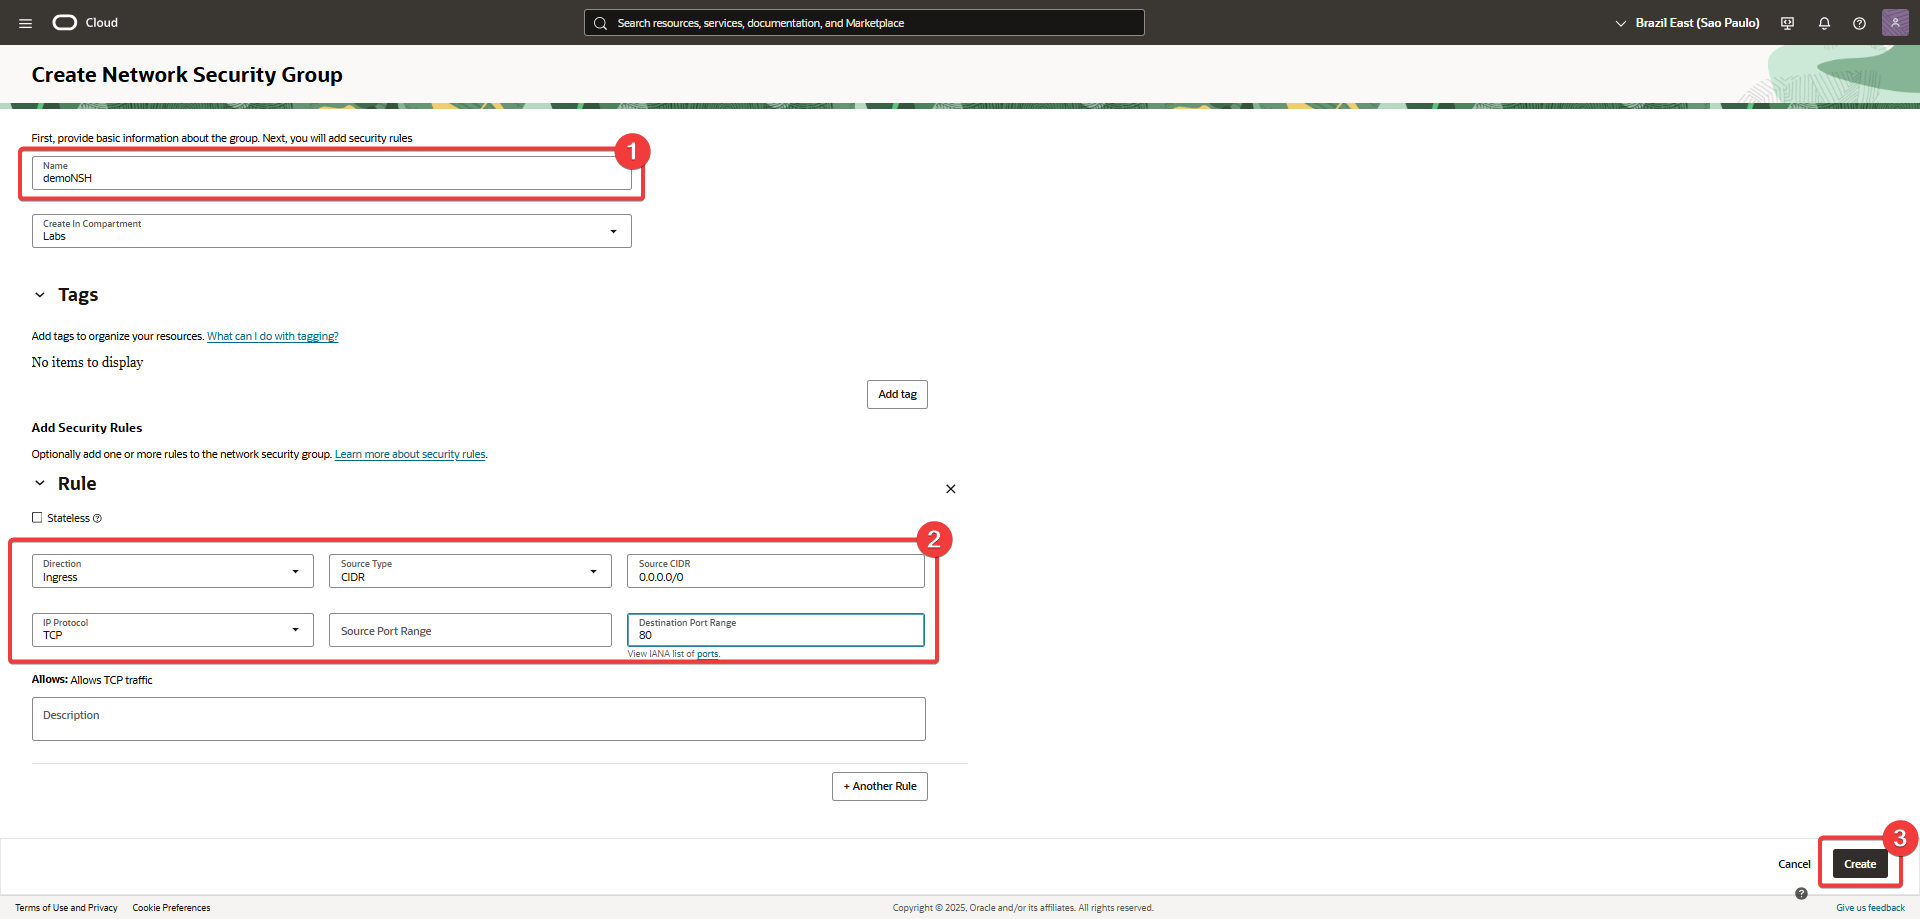 Cloud
Search resources, services, documentation, and Marketplace
Brazil East (Sao Paulo)
Create Network Security Group
First, provide basic information about the group. Next, you will add security rules
1
Name
demoNSH
Create In Compartment
Labs
Tags
Add tags to organize your resources. What can I do with tagging?
No items to display
Add tag
Add Security Rules
Optionally add one or more rules to the network security group. Learn more about security rules.
Rule
Stateless
2
Direction
Ingress
Source Type
CIDR
Source CIDR
0.0.0.0/0
IP Protocol
TCP
Source Port Range
Destination Port Range
80
View IANA list of ports.
Allows: Allows TCP traffic
Description
+ Another Rule
3
Cancel
Create
Terms of Use and Privacy
Cookie Preferences
Copyright © 2025, Oracle and/or its affiliates. All rights reserved.
Give us feedback